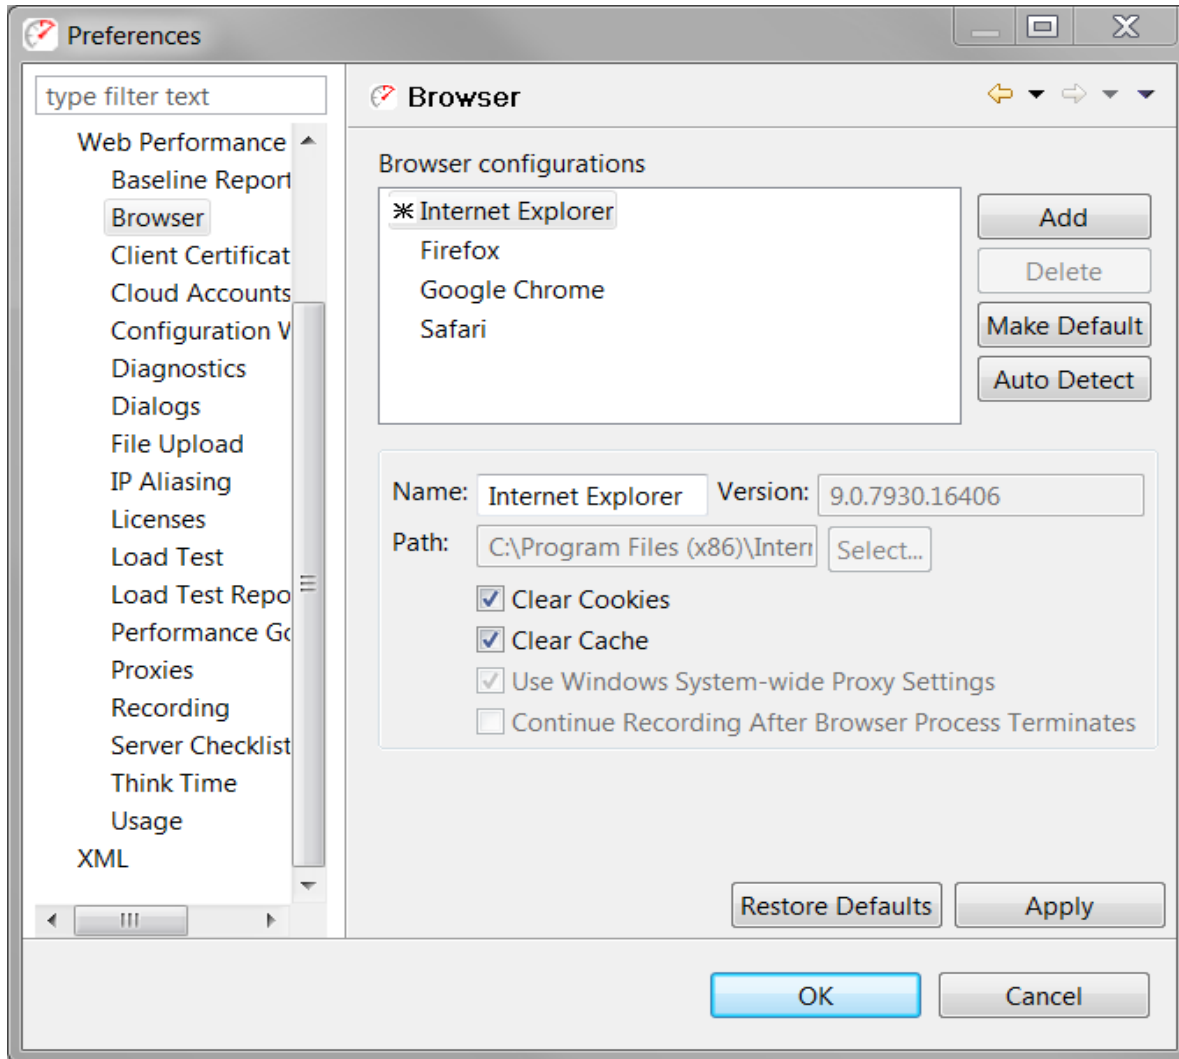 Preferences
type filter text
Web Performance
Baseline Report
Browser
Client Certificat
Cloud Accounts
Configuration
Diagnostics
Dialogs
File Upload
IP Aliasing
Licenses
Load Test
Load Test Repo
Performance
Proxies
Recording
Server Checklist
Think Time
Usage
XML
Browser
Browser configurations
Internet Explorer
Firefox
Google Chrome
Safari
Add
Delete
Make Default
Auto Detect
Name: Internet Explorer Version: 9.0.7930.16406
Path: C:\Program Files (x86)\Inter Select...
Clear Cookies
Clear Cache
Use Windows System-wide Proxy Settings
Continue Recording After Browser Process Terminates
Restore Defaults Apply
OK Cancel